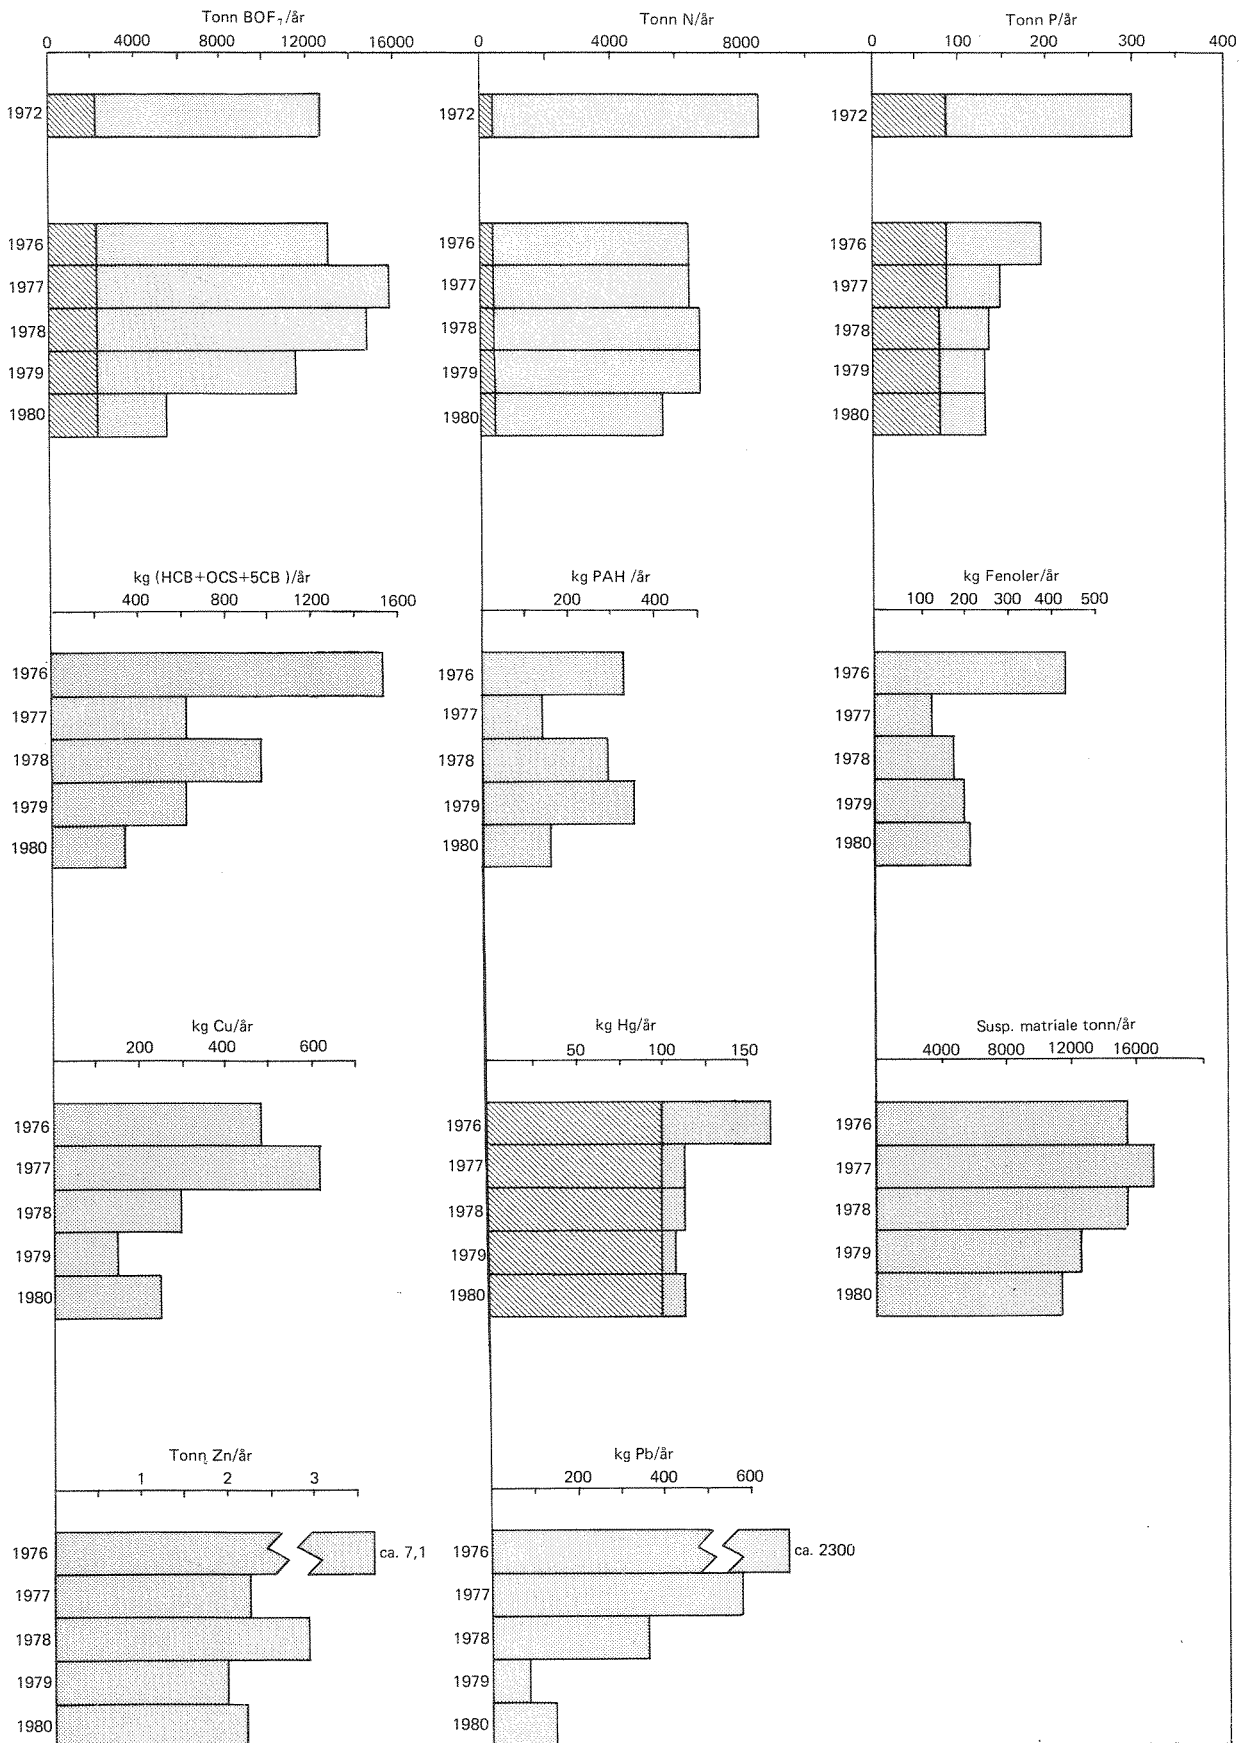 Tonn BOF₇/år
0 4000 8000 12000 16000
1972
1976
1977
1978
1979
1980
Tonn N/år
0 4000 8000
1972
1976
1977
1978
1979
1980
Tonn P/år
0 100 200 300 400
1972
1976
1977
1978
1979
1980
kg (HCB+OCS+5CB )/år
400 800 1200 1600
1976
1977
1978
1979
1980
kg PAH /år
200 400
1976
1977
1978
1979
1980
kg Fenoler/år
100 200 300 400 500
1976
1977
1978
1979
1980
kg Cu/år
200 400 600
1976
1977
1978
1979
1980
kg Hg/år
50 100 150
1976
1977
1978
1979
1980
Susp. matriale tonn/år
4000 8000 12000 16000
1976
1977
1978
1979
1980
Tonn Zn/år
1 2 3
1976 ca. 7,1
1977
1978
1979
1980
kg Pb/år
200 400 600
1976 ca. 2300
1977
1978
1979
1980